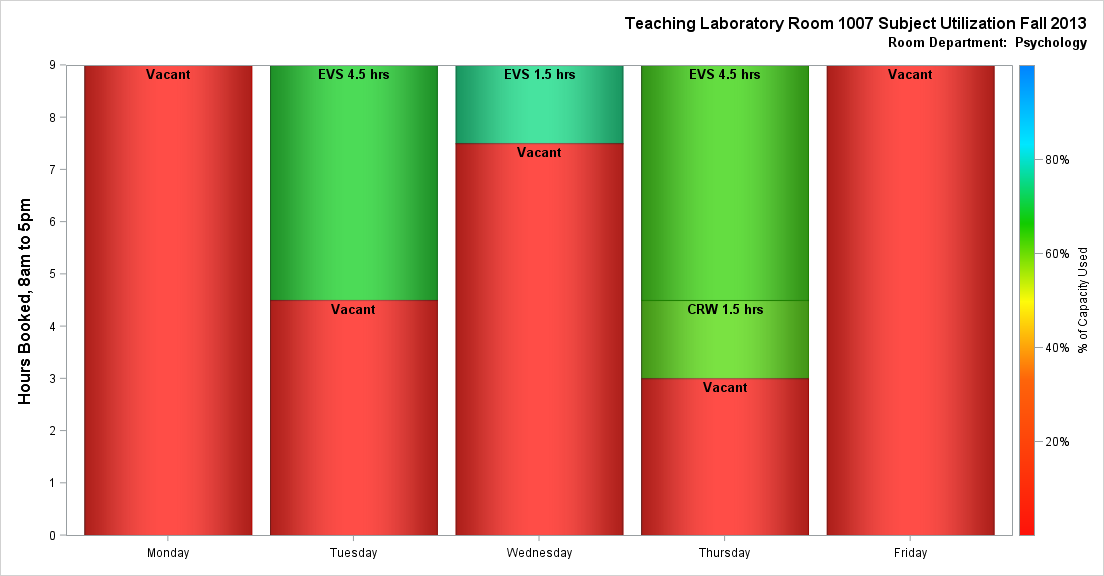 Teaching Laboratory Room 1007 Subject Utilization Fall 2013
Room Department:  Psychology
Hours Booked, 8am to 5pm
9
8
7
6
5
4
3
2
1
0
Vacant
EVS 4.5 hrs
Vacant
EVS 1.5 hrs
Vacant
EVS 4.5 hrs
CRW 1.5 hrs
Vacant
Vacant
Monday
Tuesday
Wednesday
Thursday
Friday
80%
60%
40%
20%
% of Capacity Used